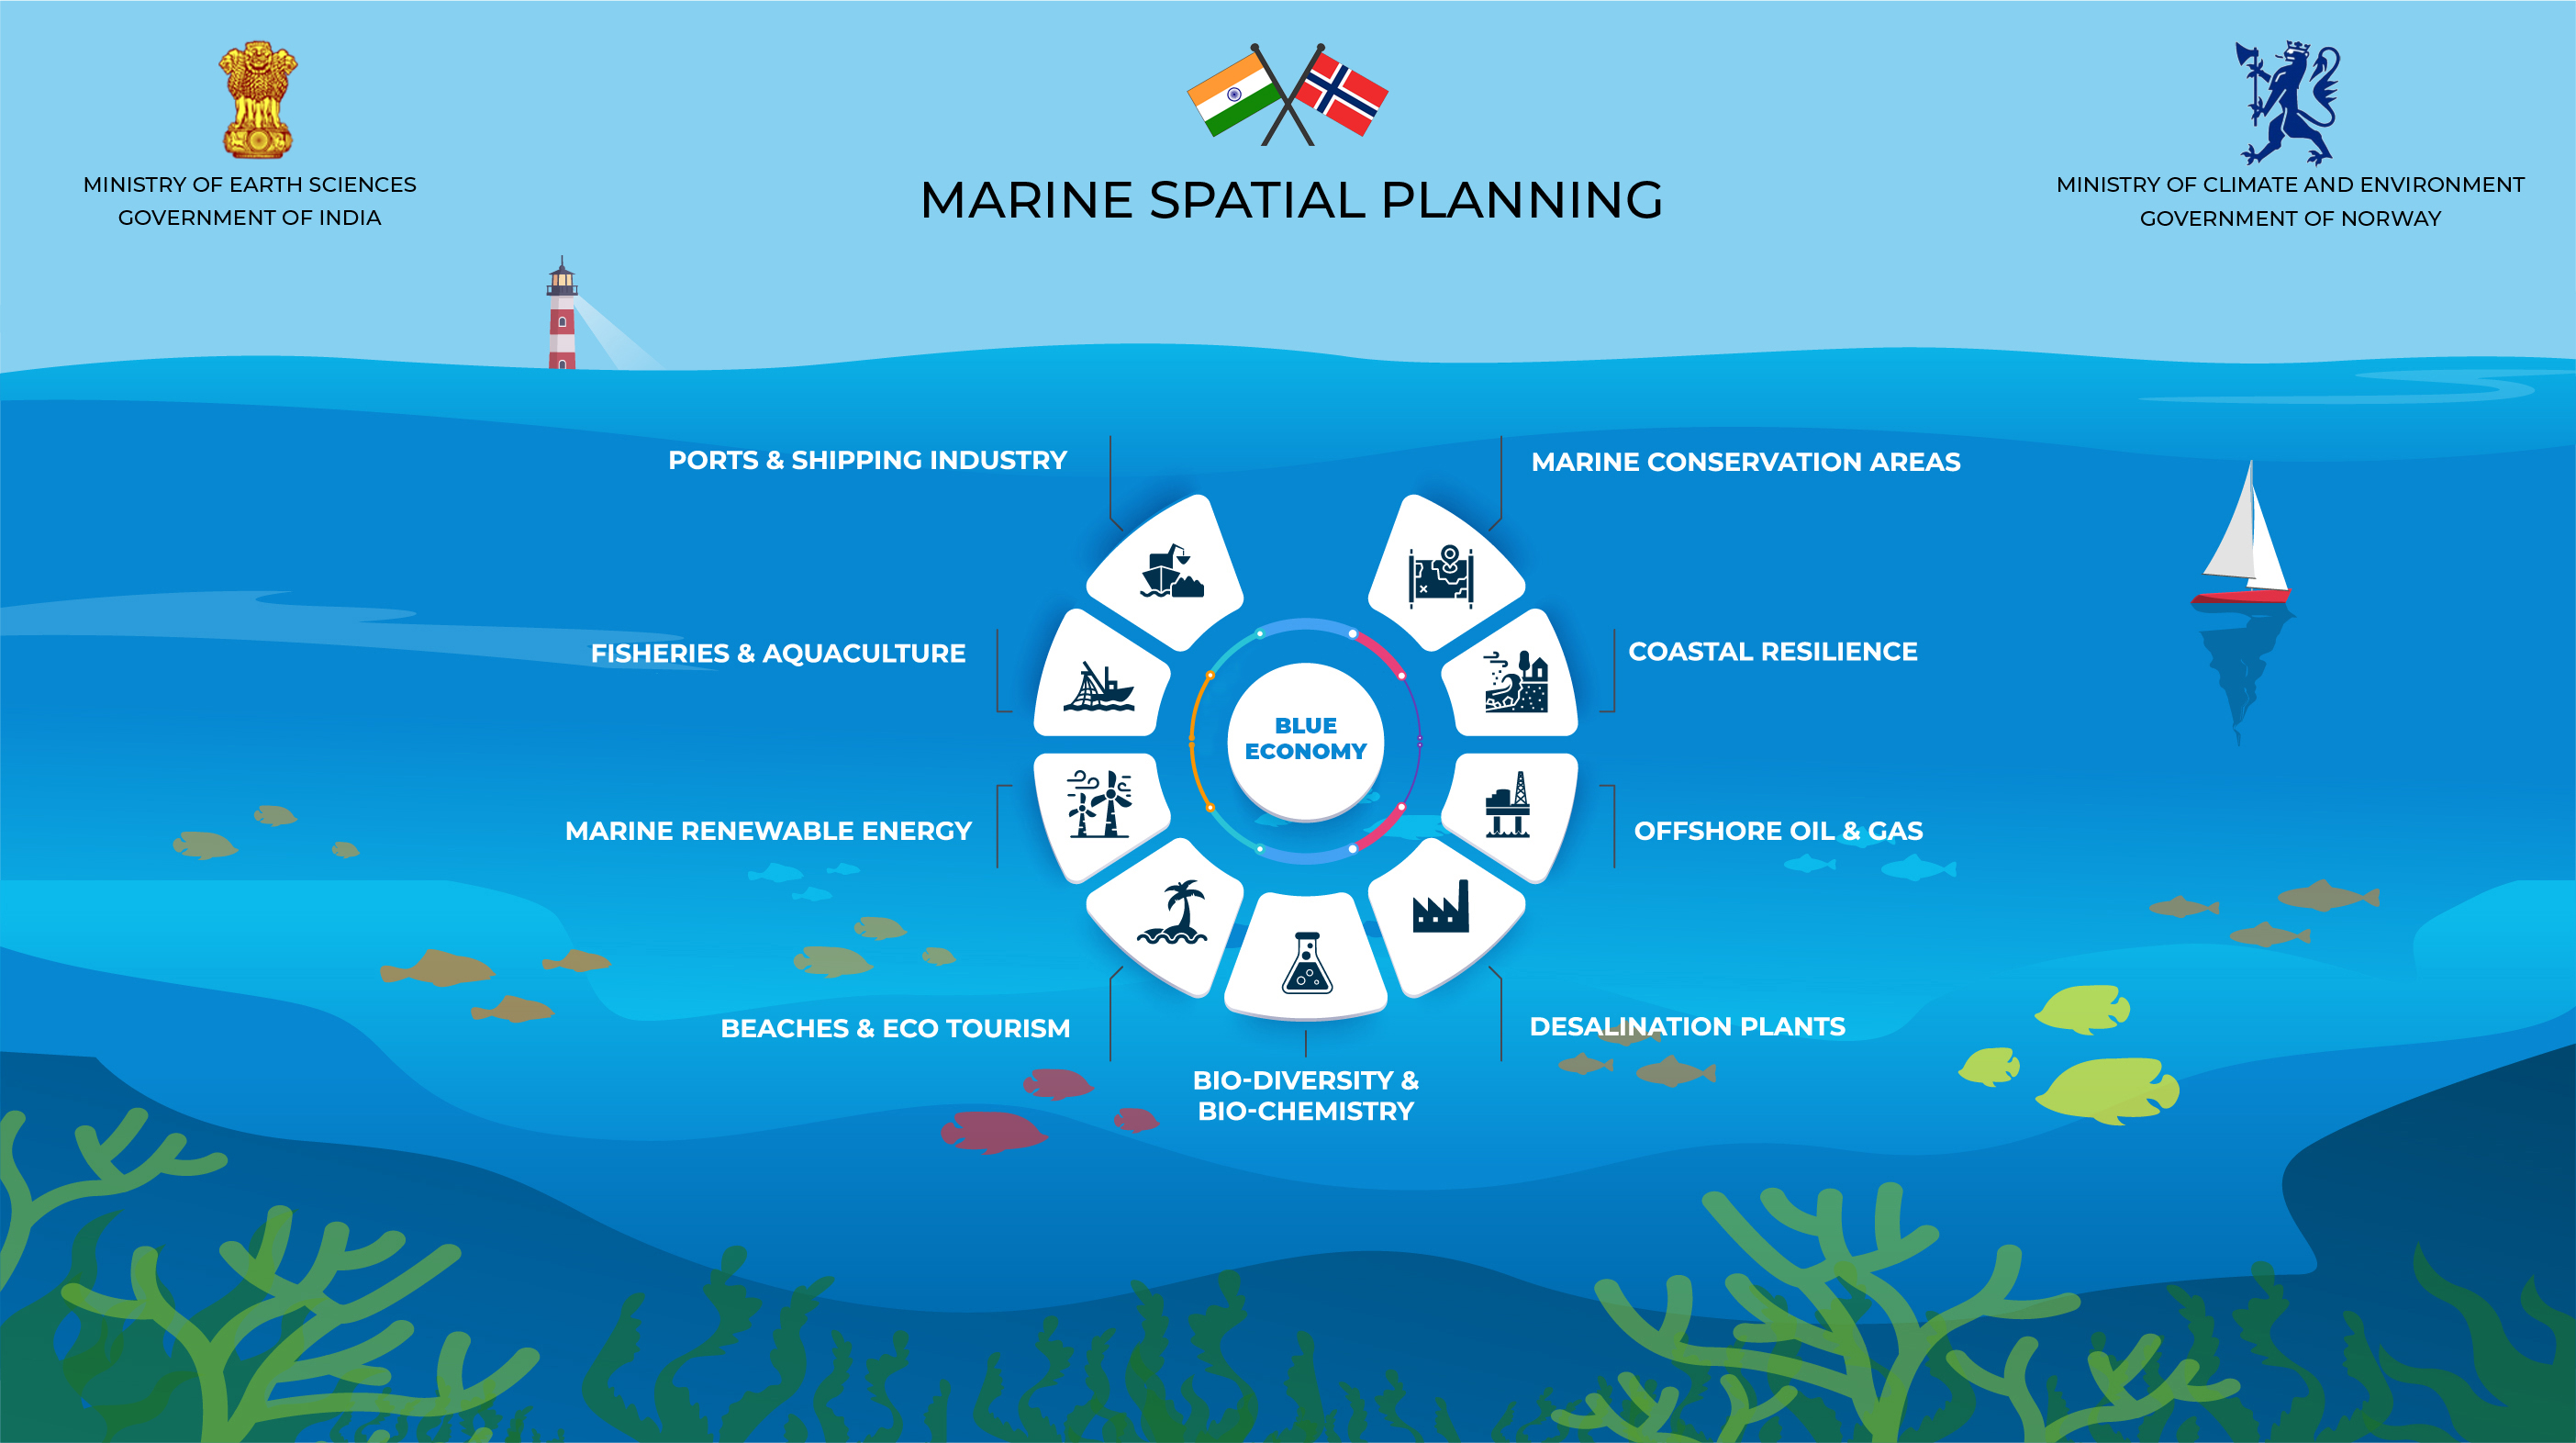 MINISTRY OF EARTH SCIENCES
GOVERNMENT OF INDIA
MARINE SPATIAL PLANNING
MINISTRY OF CLIMATE AND ENVIRONMENT
GOVERNMENT OF NORWAY
PORTS & SHIPPING INDUSTRY
MARINE CONSERVATION AREAS
FISHERIES & AQUACULTURE
COASTAL RESILIENCE
BLUE
ECONOMY
MARINE RENEWABLE ENERGY
OFFSHORE OIL & GAS
BEACHES & ECO TOURISM
DESALINATION PLANTS
BIO-DIVERSITY &
BIO-CHEMISTRY